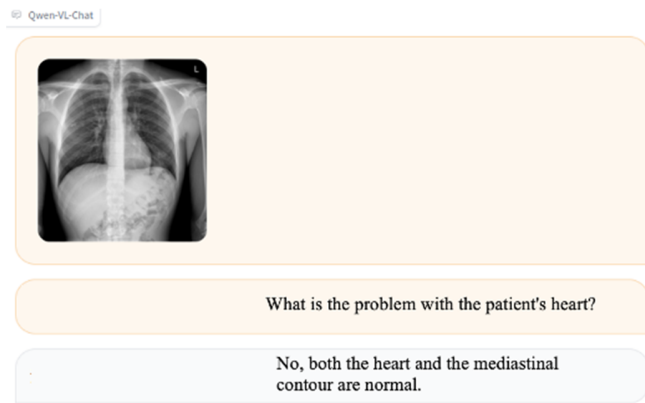 Qwen-VL-Chat
L
What is the problem with the patient's heart?
No, both the heart and the mediastinal
contour are normal.